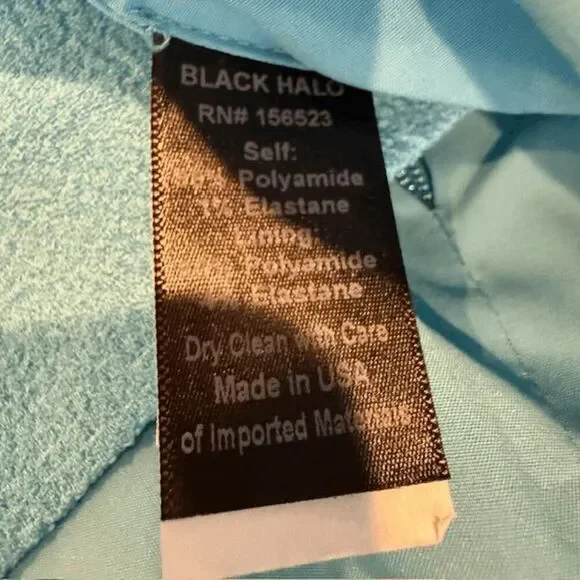 BLACK HALO
RN# 156523
Self:
Polyamide
1% Elastane
Lining:
Polyamide
Elastane
Dry Clean with Care
Made in USA
of Imported Materials